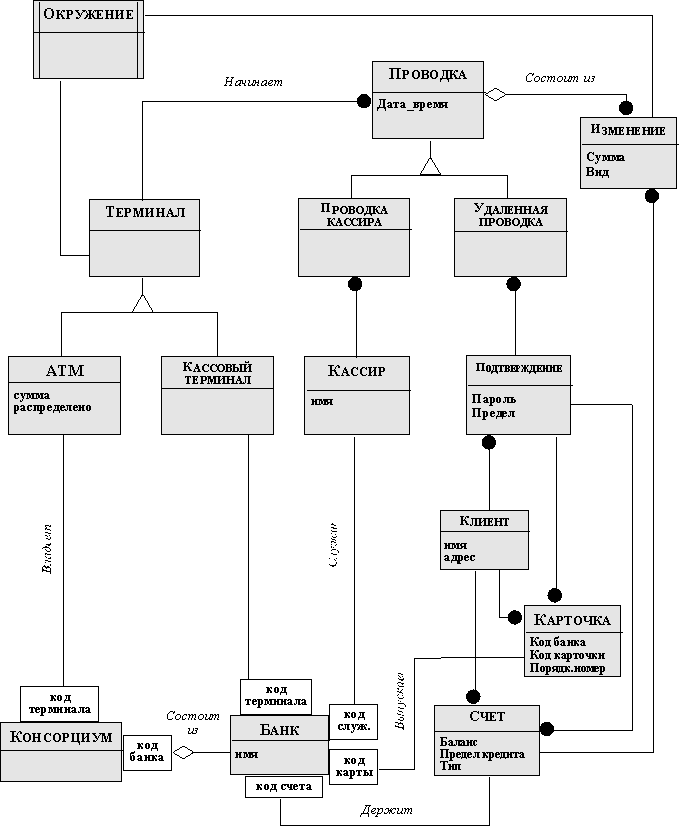 ОКРУЖЕНИЕ
ПРОВОДКА
Дата_время
Начинает
Состоит из
ИЗМЕНЕНИЕ
Сумма
Вид
ТЕРМИНАЛ
ПРОВОДКА
КАССИРА
УДАЛЕННАЯ
ПРОВОДКА
АТМ
сумма
распределено
КАССОВЫЙ
ТЕРМИНАЛ
КАССИР
имя
ПОДТВЕРЖДЕНИЕ
Пароль
Предел
Владеет
КЛИЕНТ
имя
адрес
КАРТОЧКА
Код банка
Код карточки
Порядк.номер
код
терминала
код
терминала
код
служ.
КОНСОРЦИУМ
код
банка
Состоит
из
БАНК
имя
код
карты
код счета
СЧЕТ
Баланс
Предел кредита
Тип
Держит